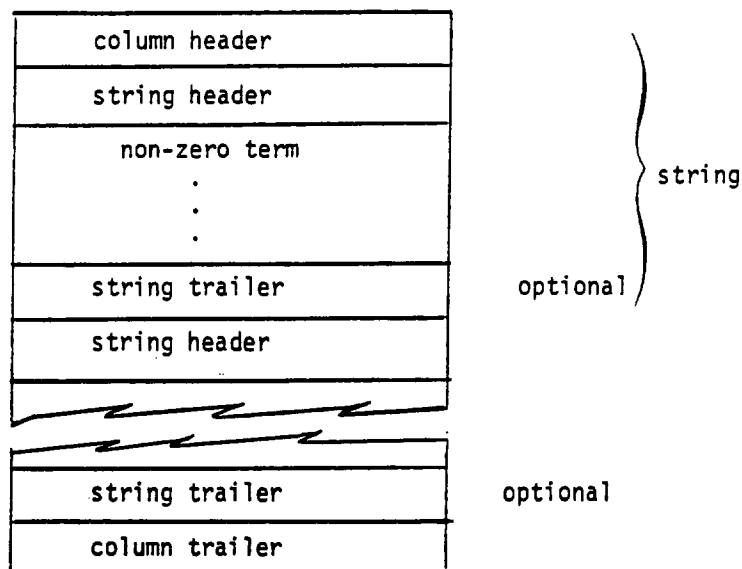 column header
string header
non-zero term
.
.
.
string
string trailer optional
string header
string trailer optional
column trailer